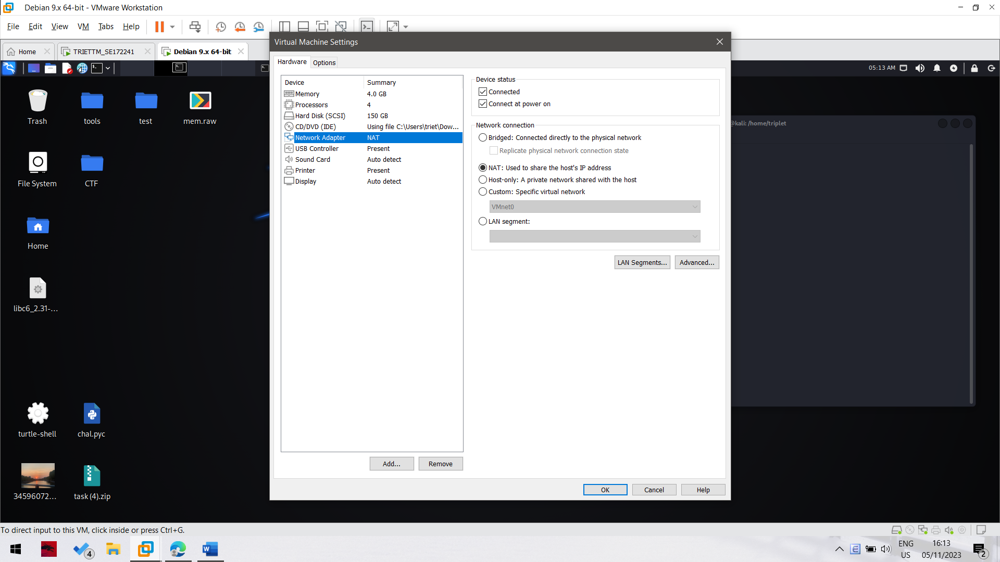 Debian 9.x 64-bit - VMware Workstation
File Edit View VM Tabs Help
Home
TRIETTM_SE172241
Debian 9.x 64-bit
05:13 AM
Trash
tools
test
mem.raw
File System
CTF
Home
libc6_2.31-...
turtle-shell
chal.pyc
34596072...
task (4).zip
@kali: /home/triplet
Virtual Machine Settings
Hardware Options
Device Summary
Memory 4.0 GB
Processors 4
Hard Disk (SCSI) 150 GB
CD/DVD (IDE) Using file C:\Users\triet\Dow...
Network Adapter NAT
USB Controller Present
Sound Card Auto detect
Printer Present
Display Auto detect
Add... Remove
Device status
Connected
Connect at power on
Network connection
Bridged: Connected directly to the physical network
Replicate physical network connection state
NAT: Used to share the host's IP address
Host-only: A private network shared with the host
Custom: Specific virtual network
VMnet0
LAN segment:
LAN Segments... Advanced...
OK Cancel Help
To direct input to this VM, click inside or press Ctrl+G.
4
W
E
ENG
US
16:13
05/11/2023
2